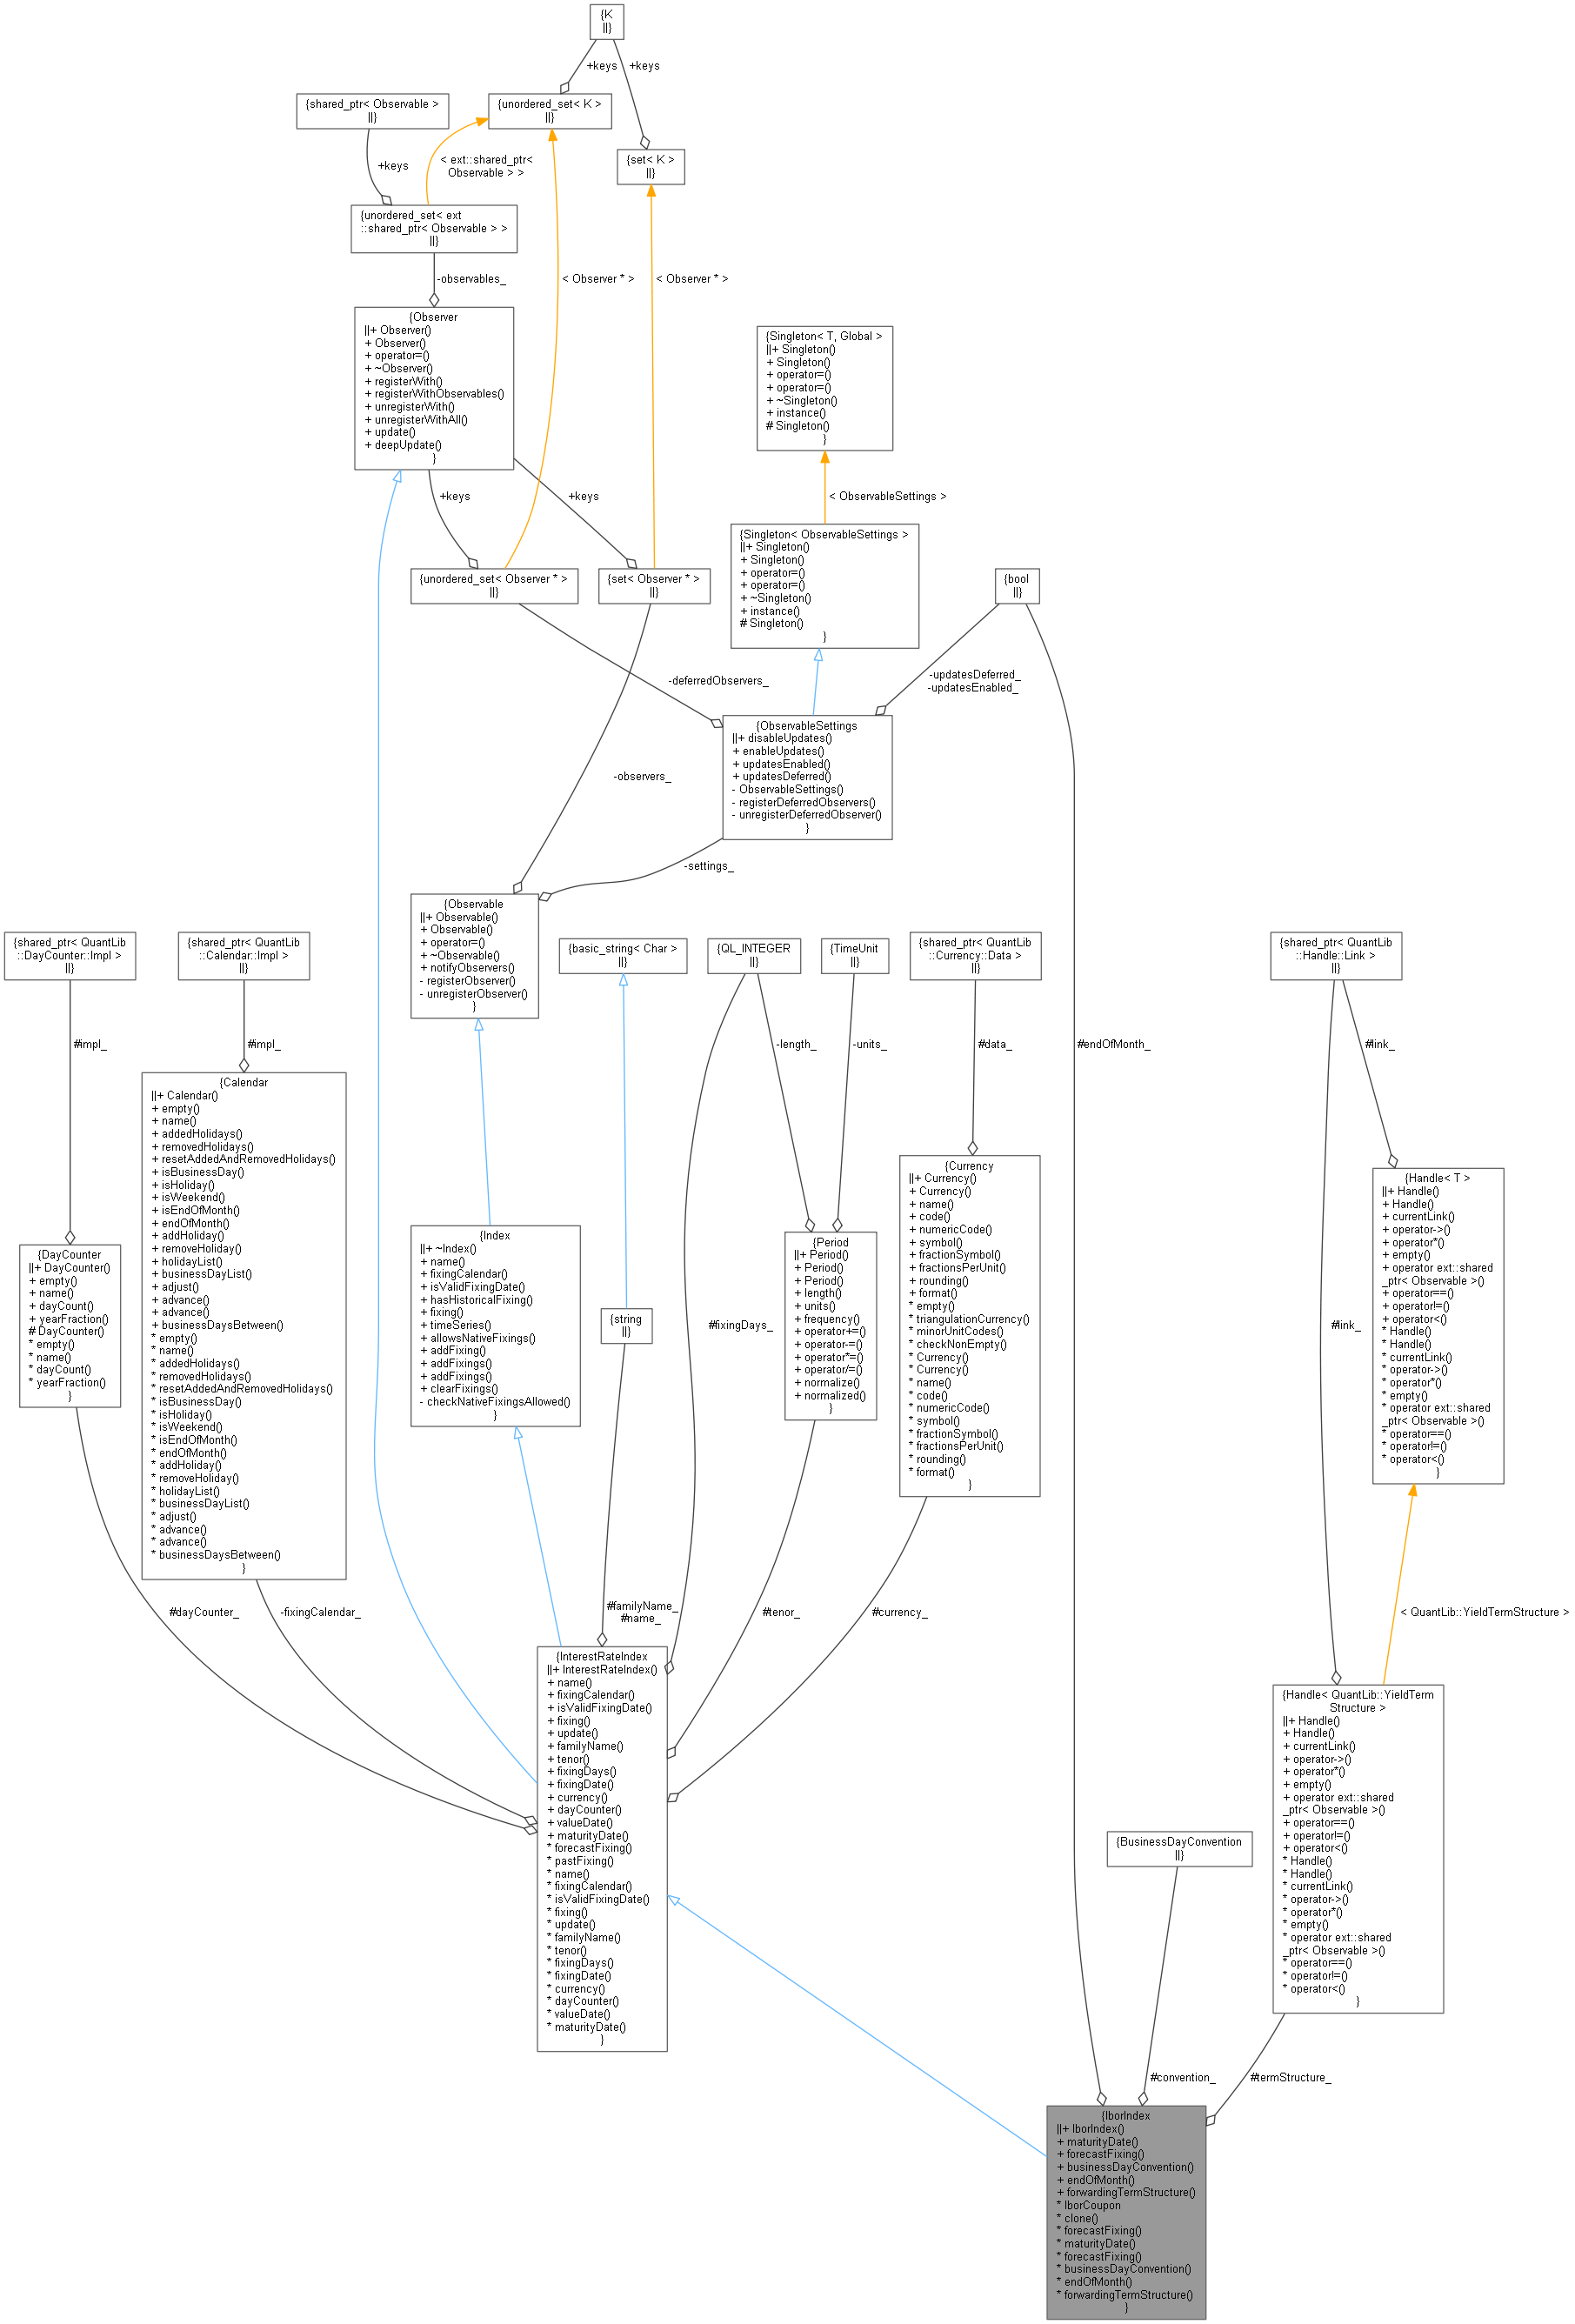 {K
||}
+keys
+keys
{shared_ptr< Observable >
||}
{unordered_set< K >
||}
+keys
< ext::shared_ptr<
Observable > >
{set< K >
||}
{unordered_set< ext
::shared_ptr< Observable > >
||}
-observables_
< Observer * >
< Observer * >
{Observer
||+ Observer()
+ Observer()
+ operator=()
+ ~Observer()
+ registerWith()
+ registerWithObservables()
+ unregisterWith()
+ unregisterWithAll()
+ update()
+ deepUpdate()
}
{Singleton< T, Global >
||+ Singleton()
+ Singleton()
+ operator=()
+ operator=()
+ ~Singleton()
+ instance()
# Singleton()
}
+keys
+keys
< ObservableSettings >
{unordered_set< Observer * >
||}
{set< Observer * >
||}
{Singleton< ObservableSettings >
||+ Singleton()
+ Singleton()
+ operator=()
+ operator=()
+ ~Singleton()
+ instance()
# Singleton()
}
{bool
||}
-deferredObservers_
-updatesDeferred_
-updatesEnabled_
-observers_
{ObservableSettings
||+ disableUpdates()
+ enableUpdates()
+ updatesEnabled()
+ updatesDeferred()
- ObservableSettings()
- registerDeferredObservers()
- unregisterDeferredObserver()
}
-settings_
{Observable
||+ Observable()
+ Observable()
+ operator=()
+ ~Observable()
+ notifyObservers()
- registerObserver()
- unregisterObserver()
}
{shared_ptr< QuantLib
::DayCounter::Impl >
||}
{shared_ptr< QuantLib
::Calendar::Impl >
||}
{basic_string< Char >
||}
{QL_INTEGER
||}
{TimeUnit
||}
{shared_ptr< QuantLib
::Currency::Data >
||}
{shared_ptr< QuantLib
::Handle::Link >
||}
#impl_
#impl_
-length_
-units_
#data_
#endOfMonth_
#link_
{DayCounter
||+ DayCounter()
+ empty()
+ name()
+ dayCount()
+ yearFraction()
# DayCounter()
* empty()
* name()
* dayCount()
* yearFraction()
}
{Calendar
||+ Calendar()
+ empty()
+ name()
+ addedHolidays()
+ removedHolidays()
+ resetAddedAndRemovedHolidays()
+ isBusinessDay()
+ isHoliday()
+ isWeekend()
+ isEndOfMonth()
+ endOfMonth()
+ addHoliday()
+ removeHoliday()
+ holidayList()
+ businessDayList()
+ adjust()
+ advance()
+ advance()
+ businessDaysBetween()
* empty()
* name()
* addedHolidays()
* removedHolidays()
* resetAddedAndRemovedHolidays()
* isBusinessDay()
* isHoliday()
* isWeekend()
* isEndOfMonth()
* endOfMonth()
* addHoliday()
* removeHoliday()
* holidayList()
* businessDayList()
* adjust()
* advance()
* advance()
* businessDaysBetween()
}
{Index
||+ ~Index()
+ name()
+ fixingCalendar()
+ isValidFixingDate()
+ hasHistoricalFixing()
+ fixing()
+ timeSeries()
+ allowsNativeFixings()
+ addFixing()
+ addFixings()
+ addFixings()
+ clearFixings()
- checkNativeFixingsAllowed()
}
{string
||}
#fixingDays_
{Period
||+ Period()
+ Period()
+ Period()
+ length()
+ units()
+ frequency()
+ operator+=()
+ operator-=()
+ operator*=()
+ operator/=()
+ normalize()
+ normalized()
}
{Currency
||+ Currency()
+ Currency()
+ name()
+ code()
+ numericCode()
+ symbol()
+ fractionSymbol()
+ fractionsPerUnit()
+ rounding()
+ format()
* empty()
* triangulationCurrency()
* minorUnitCodes()
* checkNonEmpty()
* Currency()
* Currency()
* name()
* code()
* numericCode()
* symbol()
* fractionSymbol()
* fractionsPerUnit()
* rounding()
* format()
}
#link_
{Handle< T >
||+ Handle()
+ Handle()
+ currentLink()
+ operator->()
+ operator*()
+ empty()
+ operator ext::shared
_ptr< Observable >()
+ operator==()
+ operator!=()
+ operator<()
* Handle()
* Handle()
* currentLink()
* operator->()
* operator*()
* empty()
* operator ext::shared
_ptr< Observable >()
* operator==()
* operator!=()
* operator<()
}
#dayCounter_
-fixingCalendar_
#familyName_
#name_
#tenor_
#currency_
< QuantLib::YieldTermStructure >
{InterestRateIndex
||+ InterestRateIndex()
+ name()
+ fixingCalendar()
+ isValidFixingDate()
+ fixing()
+ update()
+ familyName()
+ tenor()
+ fixingDays()
+ fixingDate()
+ currency()
+ dayCounter()
+ valueDate()
+ maturityDate()
* forecastFixing()
* pastFixing()
* name()
* fixingCalendar()
* isValidFixingDate()
* fixing()
* update()
* familyName()
* tenor()
* fixingDays()
* fixingDate()
* currency()
* dayCounter()
* valueDate()
* maturityDate()
}
{BusinessDayConvention
||}
{Handle< QuantLib::YieldTerm
Structure >
||+ Handle()
+ Handle()
+ currentLink()
+ operator->()
+ operator*()
+ empty()
+ operator ext::shared
_ptr< Observable >()
+ operator==()
+ operator!=()
+ operator<()
* Handle()
* Handle()
* currentLink()
* operator->()
* operator*()
* empty()
* operator ext::shared
_ptr< Observable >()
* operator==()
* operator!=()
* operator<()
}
#convention_
#termStructure_
{IborIndex
||+ IborIndex()
+ maturityDate()
+ forecastFixing()
+ businessDayConvention()
+ endOfMonth()
+ forwardingTermStructure()
* IborCoupon
* clone()
* forecastFixing()
* maturityDate()
* forecastFixing()
* businessDayConvention()
* endOfMonth()
* forwardingTermStructure()
}